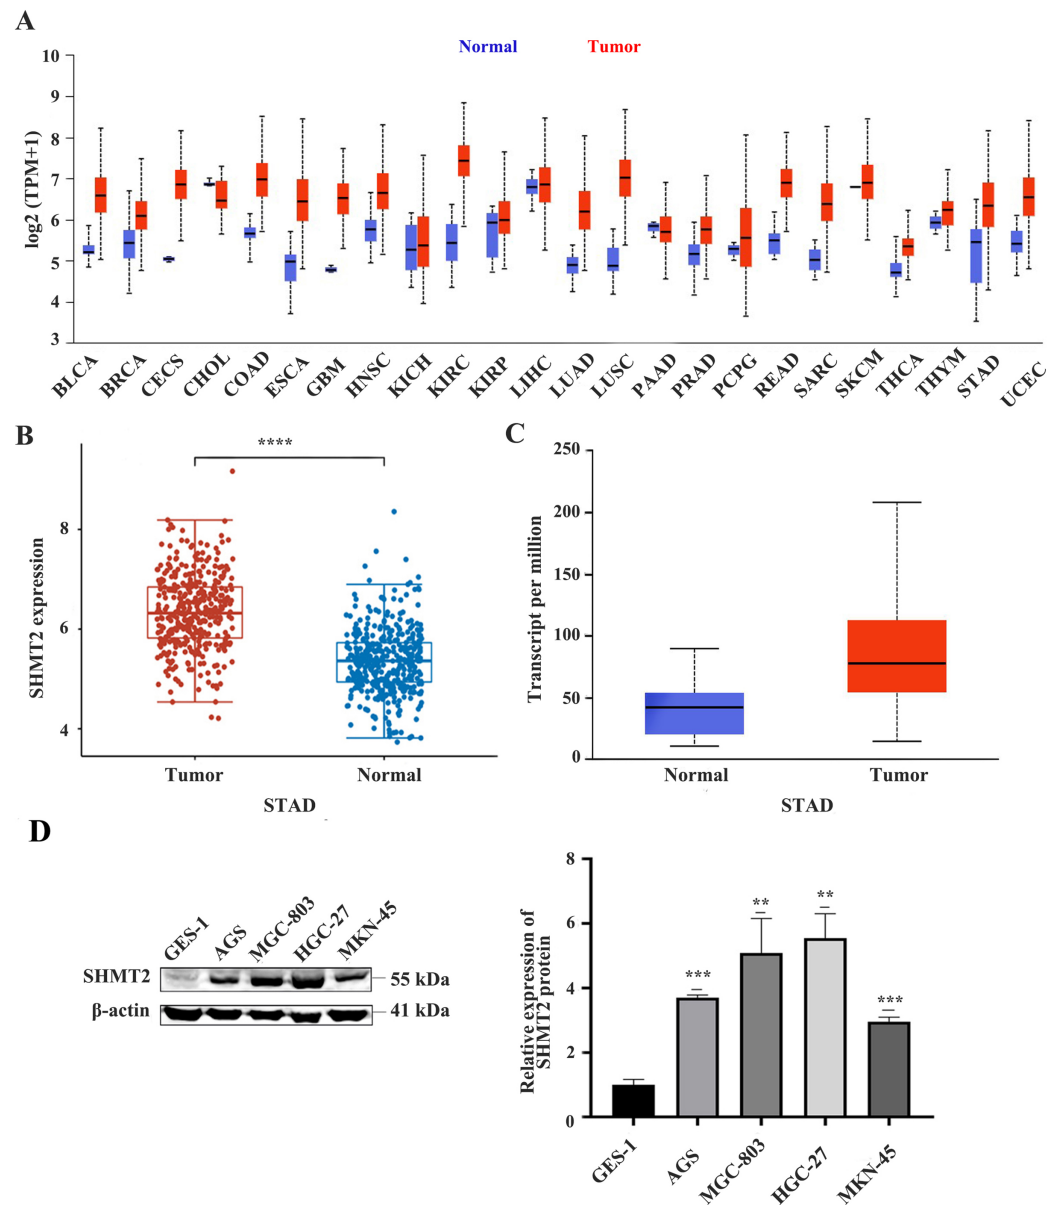 A
Normal Tumor
log2 (TPM+1)
10
9
8
7
6
5
4
3
BLCA BRCA CECS CHOL COAD ESCA GBM HNSC KICH KIRC KIRP LIHC LUAD LUSC PAAD PRAD PCPG READ SARC SKCM THCA THYM STAD UCEC
B
****
SHMT2 expression
8
6
4
Tumor Normal
STAD
C
Transcript per million
250
200
150
100
50
0
Normal Tumor
STAD
D
GES-1 AGS MGC-803 HGC-27 MKN-45
SHMT2 55 kDa
β-actin 41 kDa
Relative expression of
SHMT2 protein
8
6
4
2
0
*** ** ** ***
GES-1 AGS MGC-803 HGC-27 MKN-45